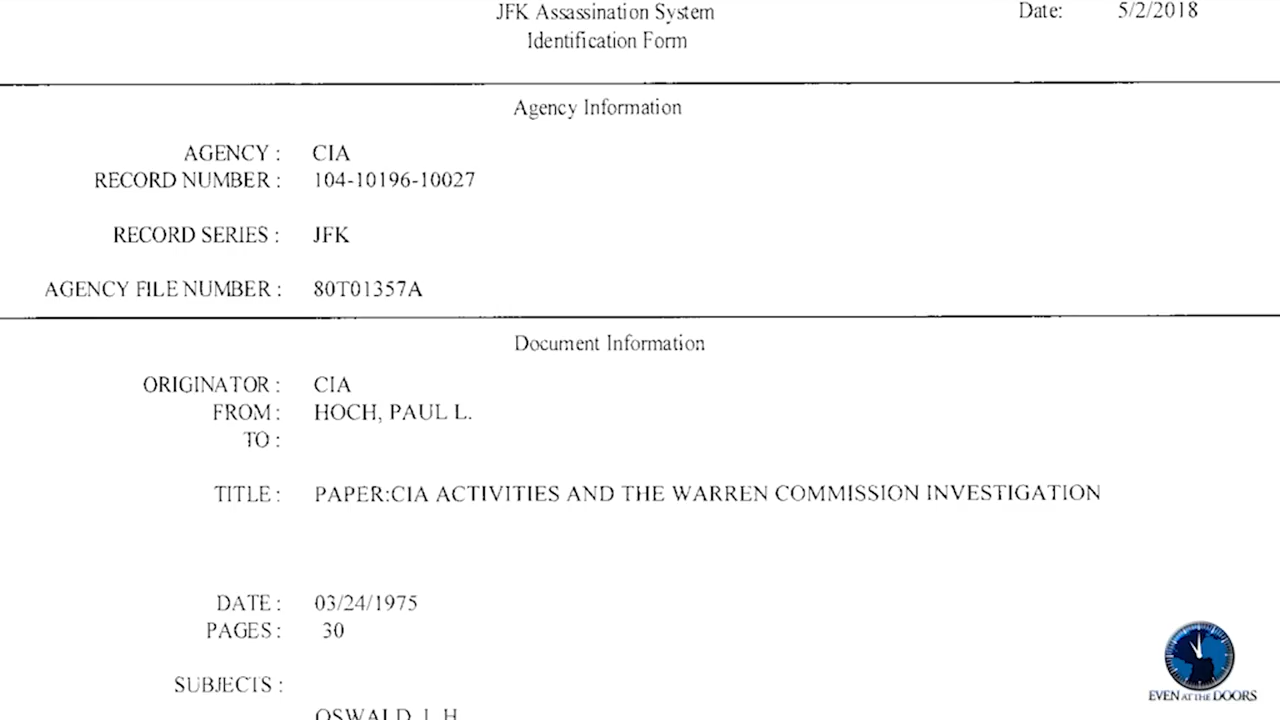 JFK Assassination System Date: 5/2/2018
Identification Form
Agency Information
AGENCY : CIA
RECORD NUMBER : 104-10196-10027
RECORD SERIES : JFK
AGENCY FILE NUMBER : 80T01357A
Document Information
ORIGINATOR : CIA
FROM : HOCH, PAUL L.
TO :
TITLE : PAPER:CIA ACTIVITIES AND THE WARREN COMMISSION INVESTIGATION
DATE : 03/24/1975
PAGES : 30
SUBJECTS :
OSWALD, L.H.
EVEN AT THE DOORS